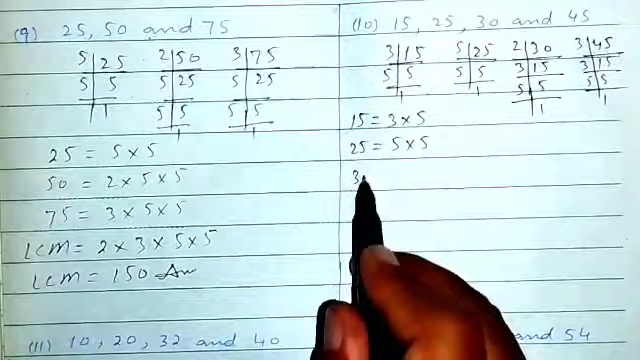 (9) 25, 50 and 75
5 | 25   2 | 50   3 | 75
5 | 5   5 | 25   5 | 25
1   5 | 5   5 | 5
1   1
25 = 5 × 5
50 = 2 × 5 × 5
75 = 3 × 5 × 5
LCM = 2 × 3 × 5 × 5
LCM = 150 Ans
(11) 10, 20, 32 and 40
(10) 15, 25, 30 and 45
3 | 15   5 | 25   2 | 30   3 | 45
5 | 5   5 | 5   3 | 15   3 | 15
1   1   5 | 5   5 | 5
1   1
15 = 3 × 5
25 = 5 × 5
3
and 54